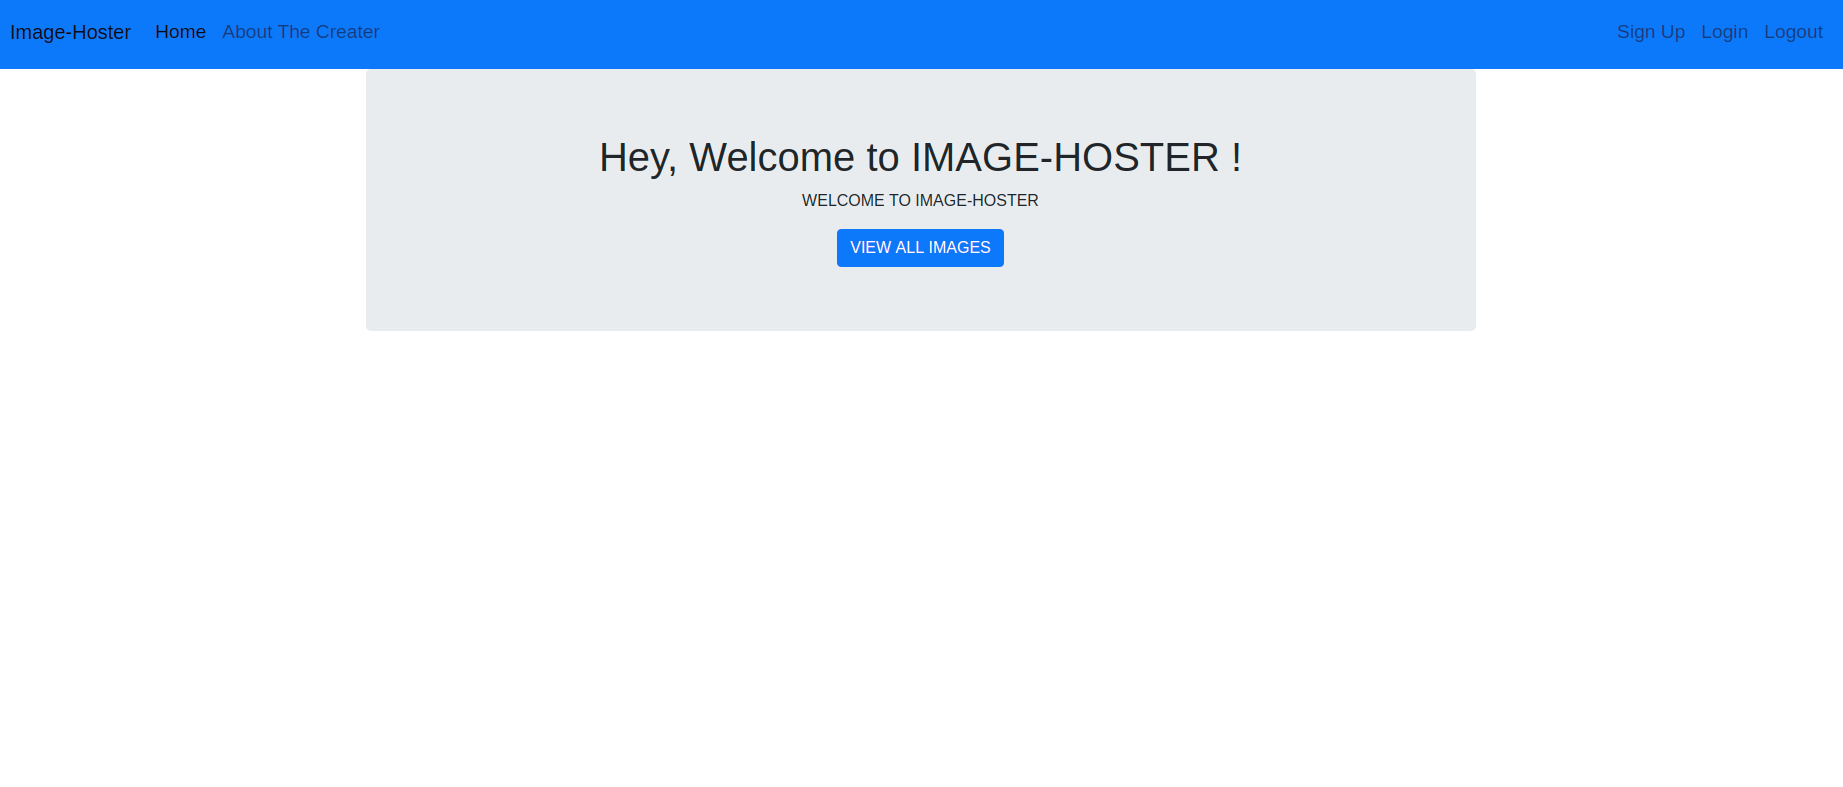 Image-Hoster Home About The Creater Sign Up Login Logout
Hey, Welcome to IMAGE-HOSTER !
WELCOME TO IMAGE-HOSTER
VIEW ALL IMAGES